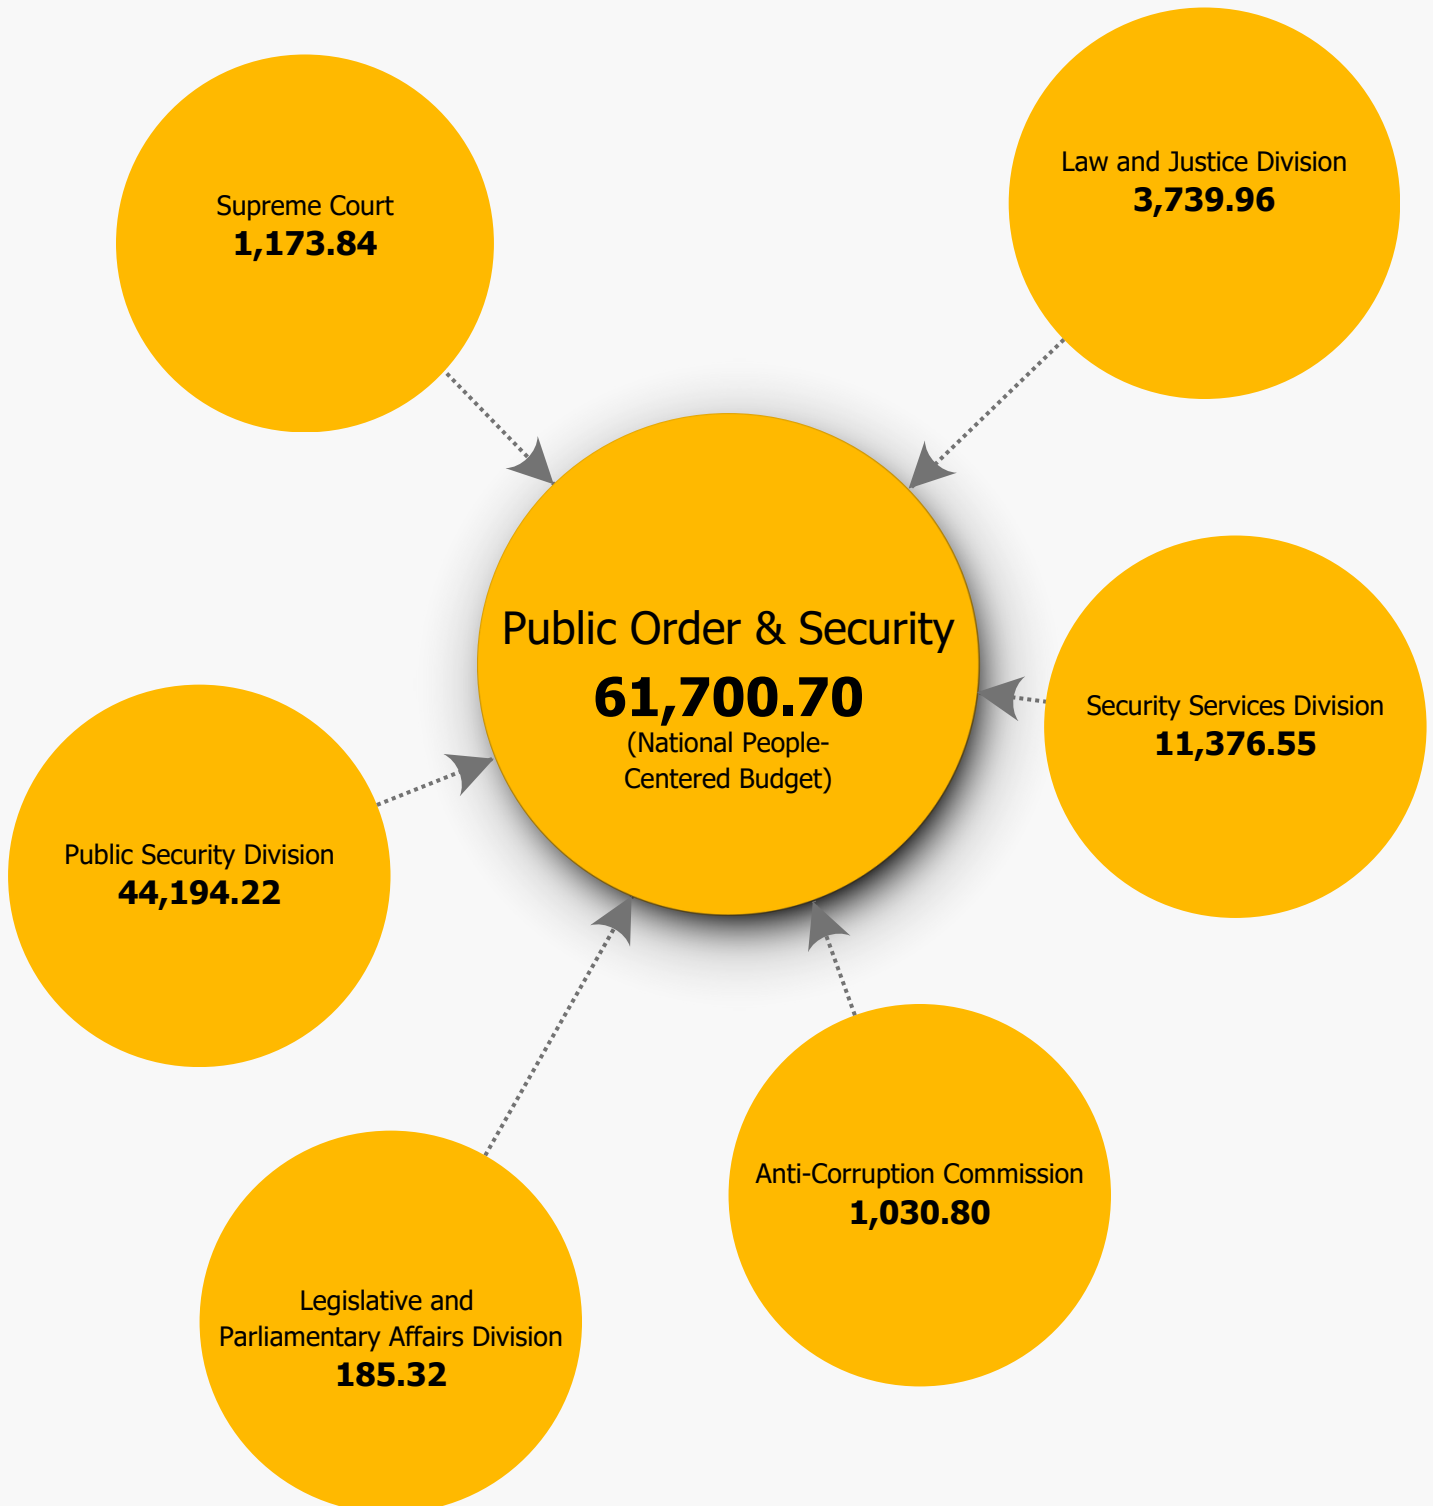 Supreme Court
1,173.84
Law and Justice Division
3,739.96
Public Order & Security
61,700.70
(National People-
Centered Budget)
Security Services Division
11,376.55
Public Security Division
44,194.22
Anti-Corruption Commission
1,030.80
Legislative and
Parliamentary Affairs Division
185.32